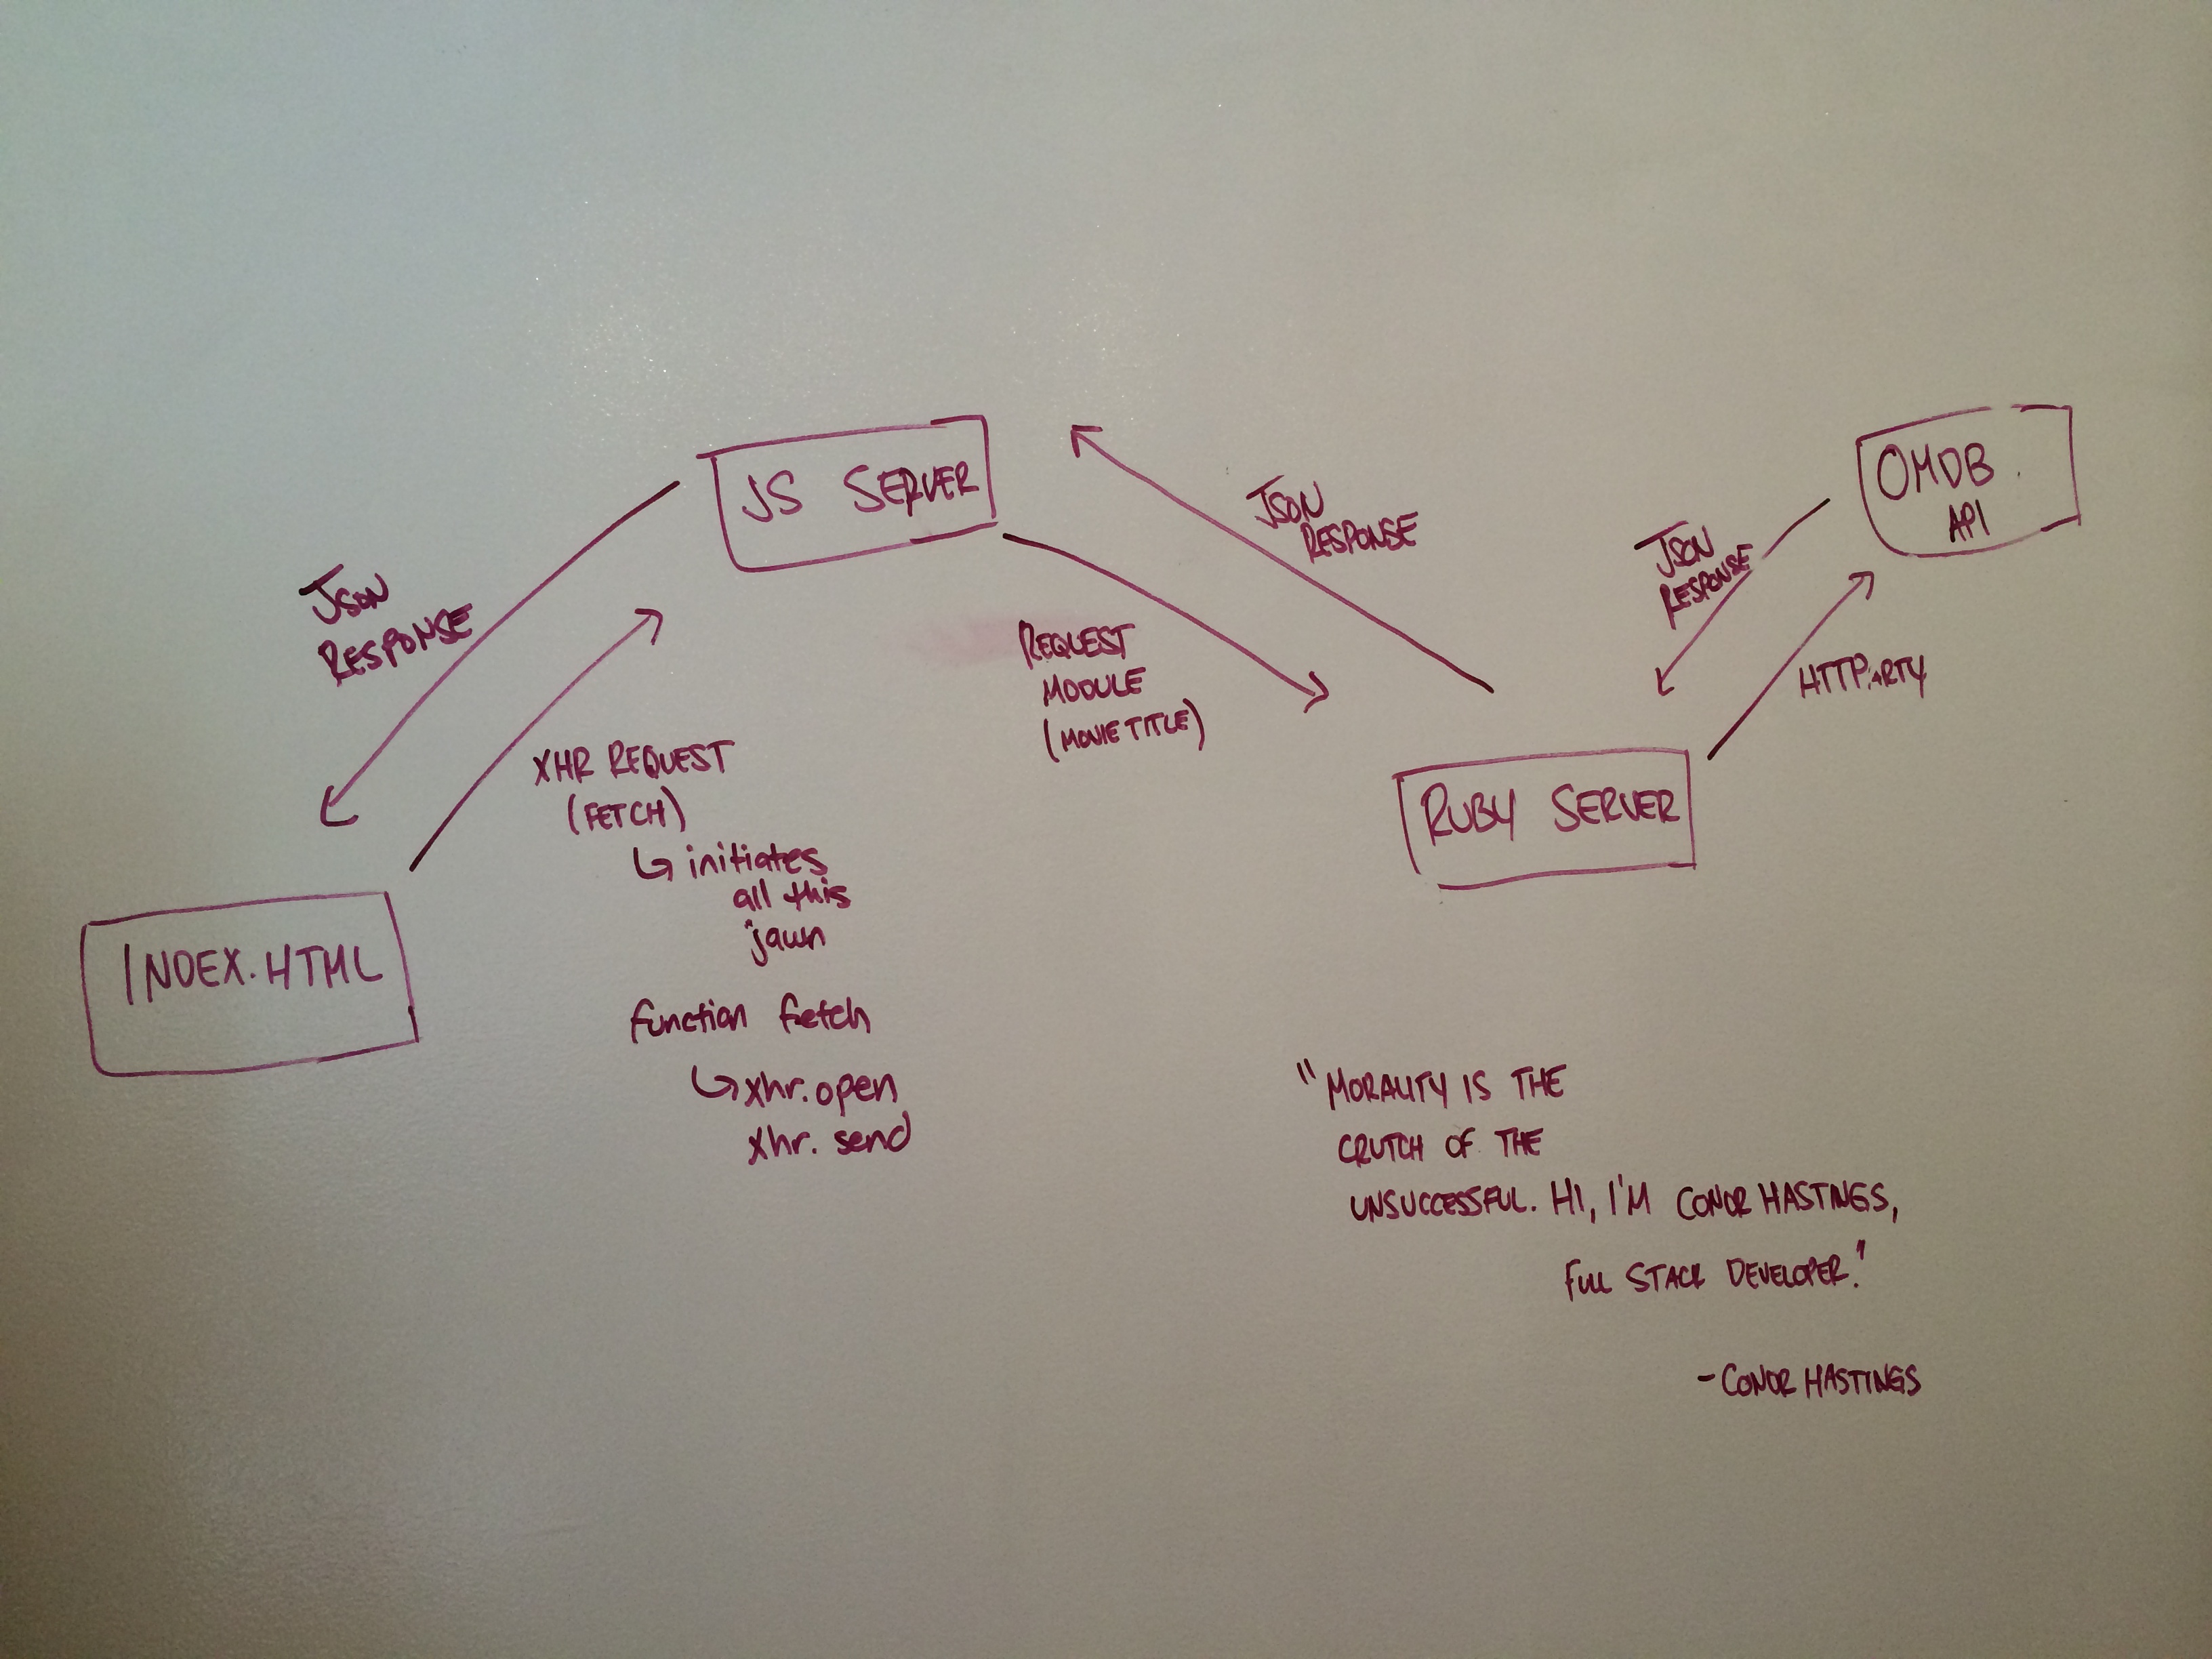 JS SERVER
OMDB
API
JSON
RESPONSE
JSON
RESPONSE
JSON
RESPONSE
REQUEST
MODULE
(MOVIE TITLE)
HTTPARTY
XHR REQUEST
(FETCH)
initiates
all this
jawn
RUBY SERVER
INDEX.HTML
function fetch
xhr.open
xhr.send
"MORALITY IS THE
CRUTCH OF THE
UNSUCCESSFUL. HI, I'M CONOR HASTINGS,
FULL STACK DEVELOPER."
-CONOR HASTINGS